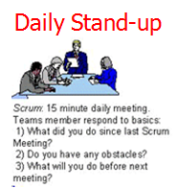 Daily Stand-up
Scrum: 15 minute daily meeting.
Teams member respond to basics:
1) What did you do since last Scrum
Meeting?
2) Do you have any obstacles?
3) What will you do before next
meeting?